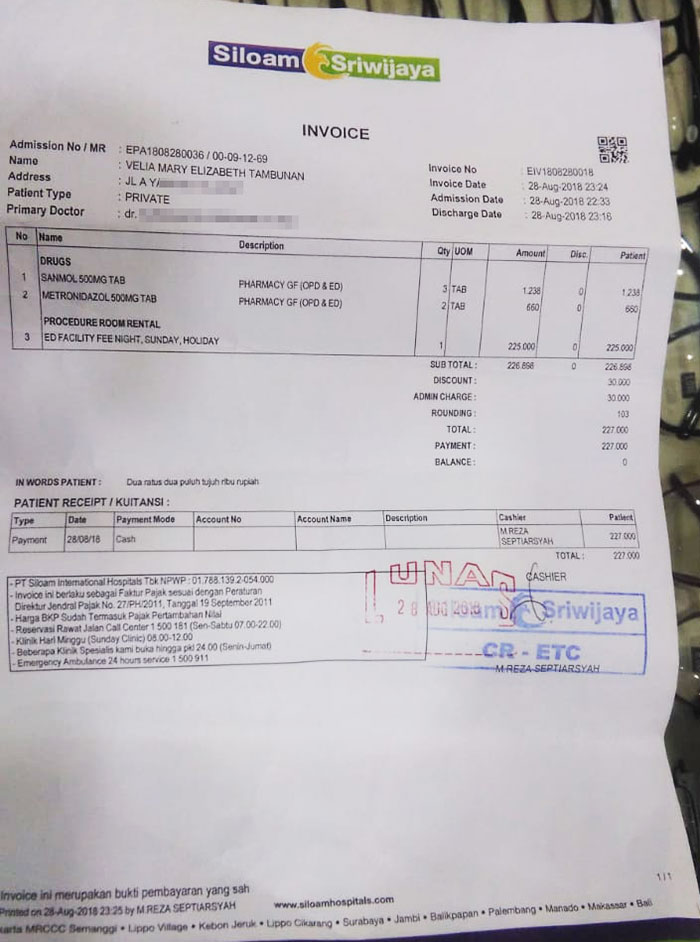 Siloam Sriwijaya
INVOICE
Admission No / MR : EPA1808280036 / 00-09-12-69
Name : VELIA MARY ELIZABETH TAMBUNAN
Address : JL A Y
Patient Type : PRIVATE
Primary Doctor : dr.
Invoice No : EIV1808280018
Invoice Date : 28-Aug-2018 23:24
Admission Date : 28-Aug-2018 22:33
Discharge Date : 28-Aug-2018 23:16
No Name Description Qty UOM Amount Disc. Patient
DRUGS
1 SANMOL 500MG TAB PHARMACY GF (OPD & ED) 3 TAB 1.238 0 1.238
2 METRONIDAZOL 500MG TAB PHARMACY GF (OPD & ED) 2 TAB 660 0 660
PROCEDURE ROOM RENTAL
3 ED FACILITY FEE NIGHT, SUNDAY, HOLIDAY 1 225.000 0 225.000
SUB TOTAL : 226.898 0 226.898
DISCOUNT : 30.000
ADMIN CHARGE : 30.000
ROUNDING : 103
TOTAL : 227.000
PAYMENT : 227.000
BALANCE : 0
IN WORDS PATIENT : Dua ratus dua puluh tujuh ribu rupiah
PATIENT RECEIPT / KUITANSI :
Type Date Payment Mode Account No Account Name Description Cashier Patient
Payment 28/08/18 Cash M.REZA SEPTIARSYAH 227.000
TOTAL : 227.000
- PT Siloam International Hospitals Tbk NPWP : 01.788.139.2-054.000
- Invoice ini berlaku sebagai Faktur Pajak sesuai dengan Peraturan
Direktur Jendral Pajak No. 27/PH/2011, Tanggal 19 September 2011
- Harga BKP Sudah Termasuk Pajak Pertambahan Nilai
- Reservasi Rawat Jalan Call Center 1 500 181 (Sen-Sabtu 07.00-22.00)
- Klinik Hari Minggu (Sunday Clinic) 08.00-12.00
- Beberapa Klinik Spesialis kami buka hingga pkl 24.00 (Senin-Jumat)
- Emergency Ambulance 24 hours service 1 500 911
CASHIER
LUNAS
28 AUG 2018
Siloam Sriwijaya
CR - ETC
M.REZA SEPTIARSYAH
1 / 1
Invoice ini merupakan bukti pembayaran yang sah
Printed on 28-Aug-2018 23:25 by M.REZA SEPTIARSYAH
www.siloamhospitals.com
MRCCC Semanggi • Lippo Village • Kebon Jeruk • Lippo Cikarang • Surabaya • Jambi • Balikpapan • Palembang • Manado • Makassar • Bali